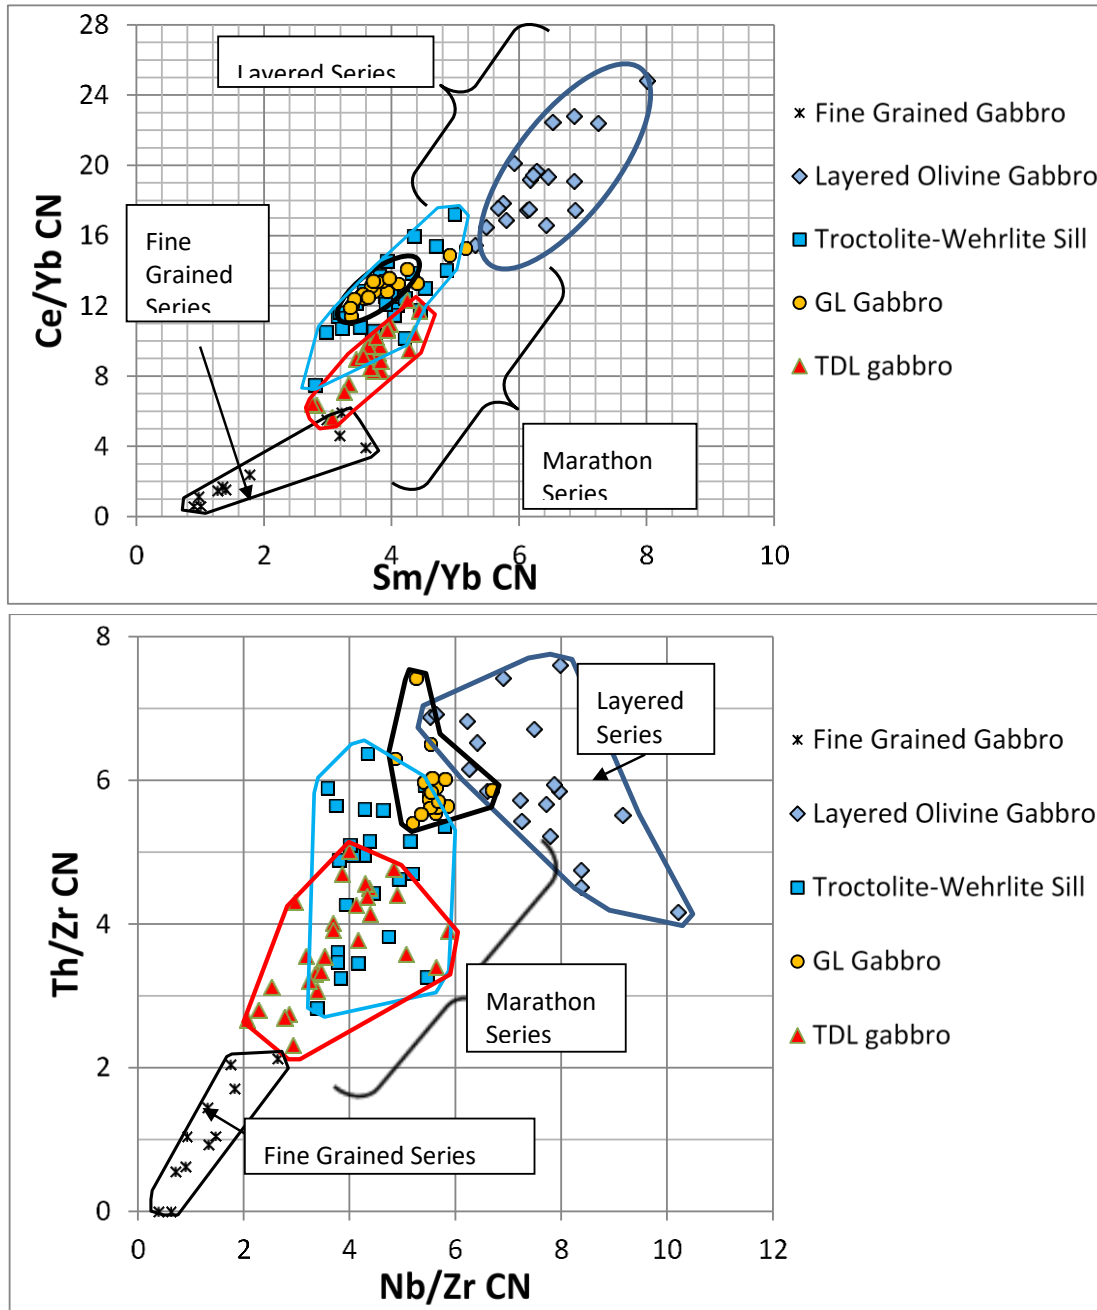 28
24
20
16
12
8
4
0
Ce/Yb CN
Layered Series
Fine
Grained
Series
Marathon
Series
0 2 4 6 8 10
Sm/Yb CN
Fine Grained Gabbro
Layered Olivine Gabbro
Troctolite-Wehrlite Sill
GL Gabbro
TDL gabbro
8
6
4
2
0
Th/Zr CN
Layered
Series
Marathon
Series
Fine Grained Series
0 2 4 6 8 10 12
Nb/Zr CN
Fine Grained Gabbro
Layered Olivine Gabbro
Troctolite-Wehrlite Sill
GL Gabbro
TDL gabbro